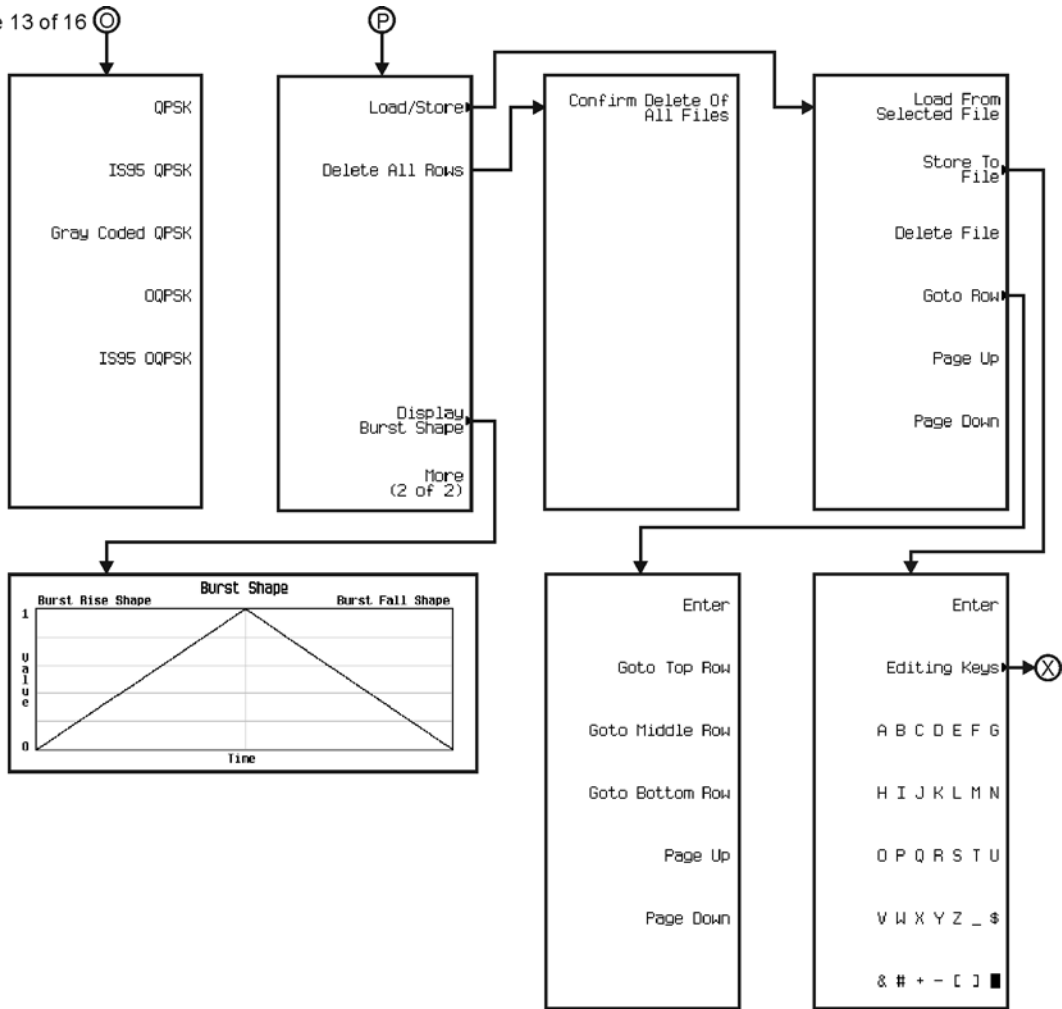 e 13 of 16 O
P
QPSK
IS95 QPSK
Gray Coded QPSK
OQPSK
IS95 OQPSK
Load/Store
Delete All Rows
Display
Burst Shape
More
(2 of 2)
Confirm Delete Of
All Files
Load From
Selected File
Store To
File
Delete File
Goto Row
Page Up
Page Down
Burst Shape
Burst Rise Shape
Burst Fall Shape
1
Value
0
Time
Enter
Goto Top Row
Goto Middle Row
Goto Bottom Row
Page Up
Page Down
Enter
Editing Keys
X
A B C D E F G
H I J K L M N
O P Q R S T U
V W X Y Z _ $
& # + - [ ] █